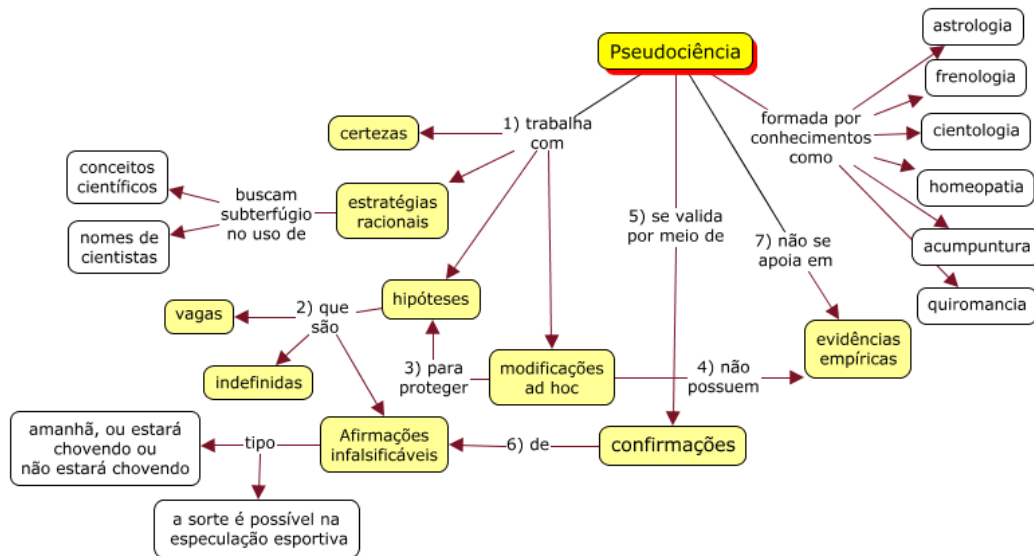 Pseudociência
astrologia
frenologia
cientologia
homeopatia
acumpuntura
quiromancia
formada por
conhecimentos
como
1) trabalha
com
certezas
estratégias
racionais
buscam
subterfúgio
no uso de
conceitos
científicos
nomes de
cientistas
hipóteses
2) que
são
vagas
indefinidas
Afirmações
infalsificáveis
tipo
amanhã, ou estará
chovendo ou
não estará chovendo
a sorte é possível na
especulação esportiva
3) para
proteger
modificações
ad hoc
4) não
possuem
evidências
empíricas
5) se valida
por meio de
confirmações
6) de
7) não se
apoia em